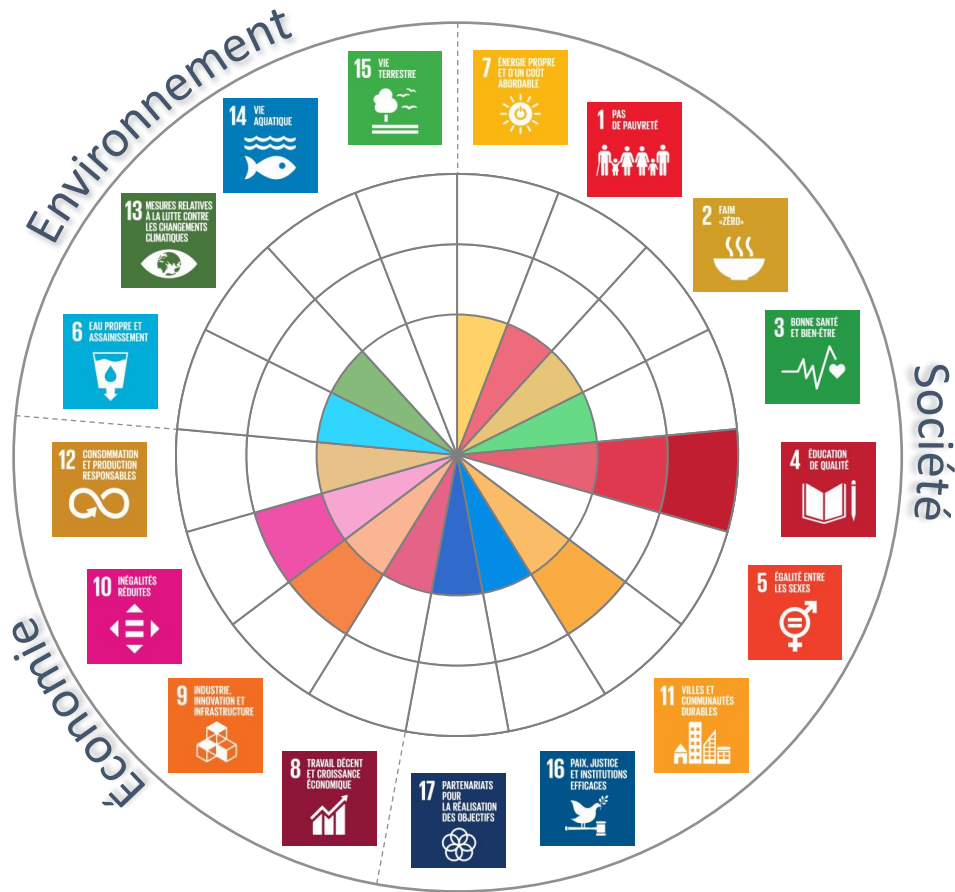 Environnement
15 VIE
TERRESTRE
7 ÉNERGIE PROPRE
ET D'UN COÛT
ABORDABLE
14 VIE
AQUATIQUE
1 PAS
DE PAUVRETÉ
13 MESURES RELATIVES
À LA LUTTE CONTRE
LES CHANGEMENTS
CLIMATIQUES
2 FAIM
«ZÉRO»
6 EAU PROPRE ET
ASSAINISSEMENT
3 BONNE SANTÉ
ET BIEN-ÊTRE
Société
12 CONSOMMATION
ET PRODUCTION
RESPONSABLES
4 ÉDUCATION
DE QUALITÉ
10 INÉGALITÉS
RÉDUITES
5 ÉGALITÉ ENTRE
LES SEXES
Économie
9 INDUSTRIE,
INNOVATION ET
INFRASTRUCTURE
11 VILLES ET
COMMUNAUTÉS
DURABLES
8 TRAVAIL DÉCENT
ET CROISSANCE
ÉCONOMIQUE
17 PARTENARIATS
POUR
LA RÉALISATION
DES OBJECTIFS
16 PAIX, JUSTICE
ET INSTITUTIONS
EFFICACES